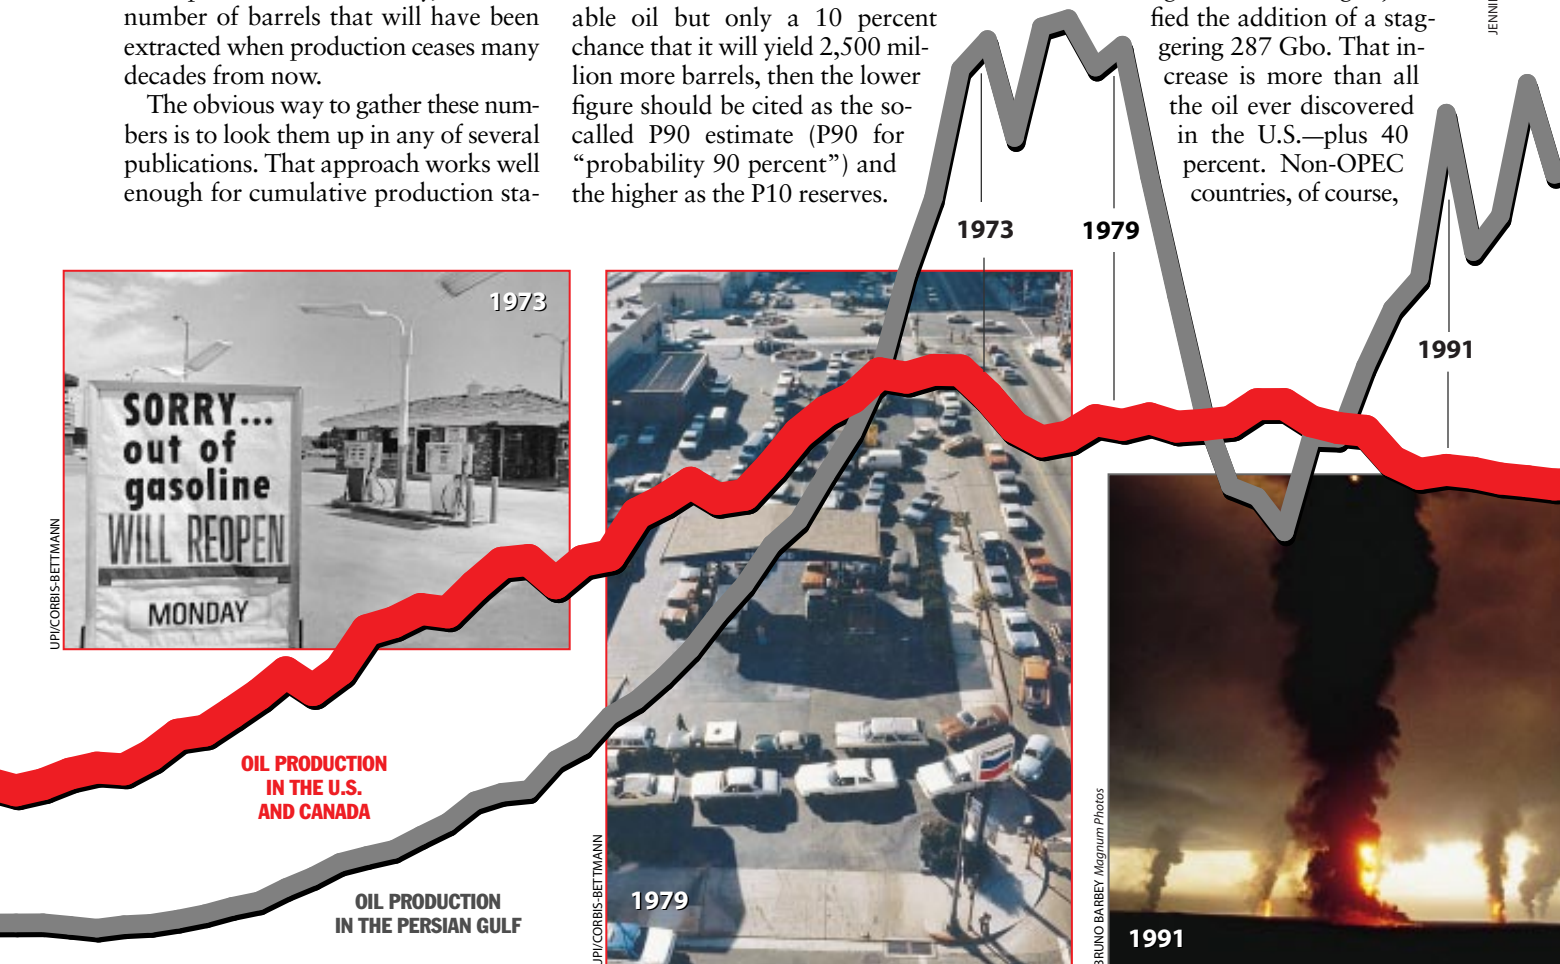 number of barrels that will have been
extracted when production ceases many
decades from now.
The obvious way to gather these num-
bers is to look them up in any of several
publications. That approach works well
enough for cumulative production sta-
able oil but only a 10 percent
chance that it will yield 2,500 mil-
lion more barrels, then the lower
figure should be cited as the so-
called P90 estimate (P90 for
“probability 90 percent”) and
the higher as the P10 reserves.
fied the addition of a stag-
gering 287 Gbo. That in-
crease is more than all
the oil ever discovered
in the U.S.—plus 40
percent. Non-OPEC
countries, of course,
1973
1979
1991
1973
SORRY...
out of
gasoline
WILL REOPEN
MONDAY
UPI/CORBIS-BETTMANN
OIL PRODUCTION
IN THE U.S.
AND CANADA
OIL PRODUCTION
IN THE PERSIAN GULF
1979
UPI/CORBIS-BETTMANN
1991
BRUNO BARBEY Magnum Photos